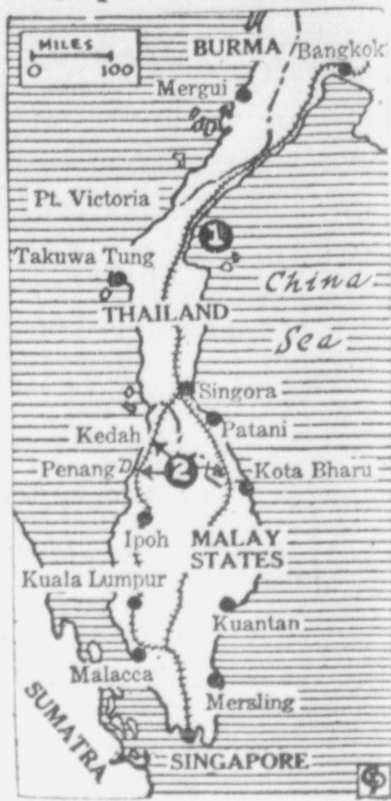 MILES
0 100
BURMA
Bangkok
Mergui
Pt. Victoria
1
Takuwa Tung
China
THAILAND
Sea
Singora
Patani
Kedah
Penang
2
Kota Bharu
Ipoh
MALAY
STATES
Kuala Lumpur
Kuantan
Malacca
Mersling
SUMATRA
SINGAPORE